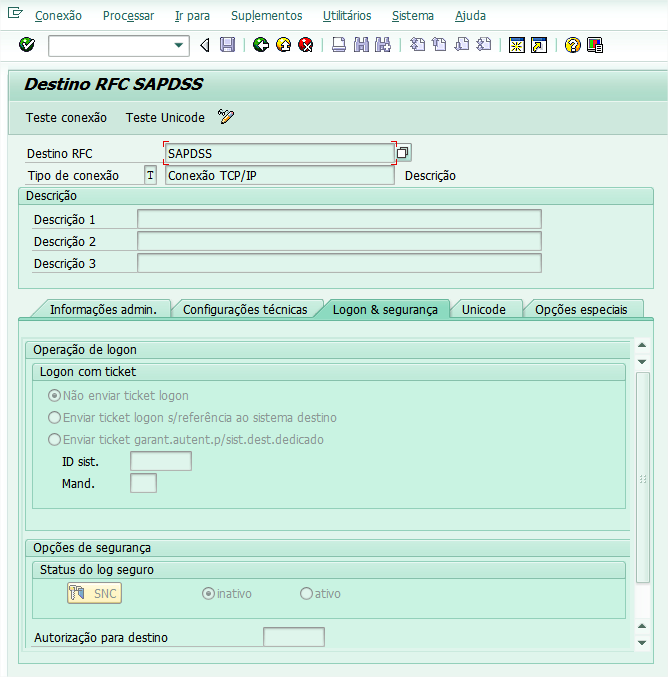 Conexão Processar Ir para Suplementos Utilitários Sistema Ajuda
Destino RFC SAPDSS
Teste conexão Teste Unicode
Destino RFC SAPDSS
Tipo de conexão T Conexão TCP/IP Descrição
Descrição
Descrição 1
Descrição 2
Descrição 3
Informações admin. Configurações técnicas Logon & segurança Unicode Opções especiais
Operação de logon
Logon com ticket
Não enviar ticket logon
Enviar ticket logon s/referência ao sistema destino
Enviar ticket garant.autent.p/sist.dest.dedicado
ID sist.
Mand.
Opções de segurança
Status do log seguro
SNC inativo ativo
Autorização para destino